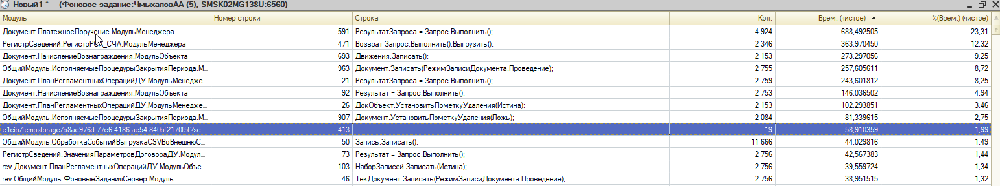 Новый1 * (Фоновое задание:ЧмыхаловАА (5), SMSK02MG138U:6560)
Модуль Номер строки Строка Кол. Врем. (чистое) %(Врем.) (чистое)
Документ.ПлатежноеПоручение.МодульМенеджера 591 РезультатЗапроса = Запрос.Выполнить(); 4 924 688,492505 23,31
РегистрСведений.РегистрР _СЧА.МодульМенеджера 471 Возврат Запрос.Выполнить().Выгрузить(); 2 346 363,970450 12,32
Документ.НачислениеВознаграждения.МодульОбъекта 693 Движения.Записать(); 2 153 273,297056 9,25
ОбщийМодуль.ИсполняемыеПроцедурыЗакрытияПериода.М... 963 Документ.Записать(РежимЗаписиДокумента.Проведение); 2 755 257,605611 8,72
Документ.ПланРегламентныхОперацийДУ.МодульМенедже... 21 РезультатЗапроса = Запрос.Выполнить(); 2 759 243,601812 8,25
Документ.НачислениеВознаграждения.МодульОбъекта 92 Результат = Запрос.Выполнить(); 2 753 146,036502 4,94
Документ.ПланРегламентныхОперацийДУ.МодульМенедже... 26 ДокОбъект.УстановитьПометкуУдаления(Истина); 2 153 102,293851 3,46
ОбщийМодуль.ИсполняемыеПроцедурыЗакрытияПериода.М... 907 Документ.УстановитьПометкуУдаления(Ложь); 2 084 81,339615 2,75
e1cib/tempstorage/b8ae976d-77c6-4186-ae54-840bf2170f5f?se... 413 19 58,910359 1,99
ОбщийМодуль.ОбработкаСобытийВыгрузкаCSVВоВнешнюС... 50 Запись.Записать(); 11 666 44,029816 1,49
РегистрСведений.ЗначенияПараметровДоговораДУ.Модул... 73 Результат = Запрос.Выполнить(); 2 756 42,567383 1,44
rev Документ.ПланРегламентныхОперацийДУ.МодульОбъе... 103 НаборЗаписей.Записать(Истина); 2 756 39,559724 1,34
rev ОбщийМодуль.ФоновыеЗаданияСервер.Модуль 46 ТекДокумент.Записать(РежимЗаписиДокумента.Проведение); 2 756 38,951515 1,32